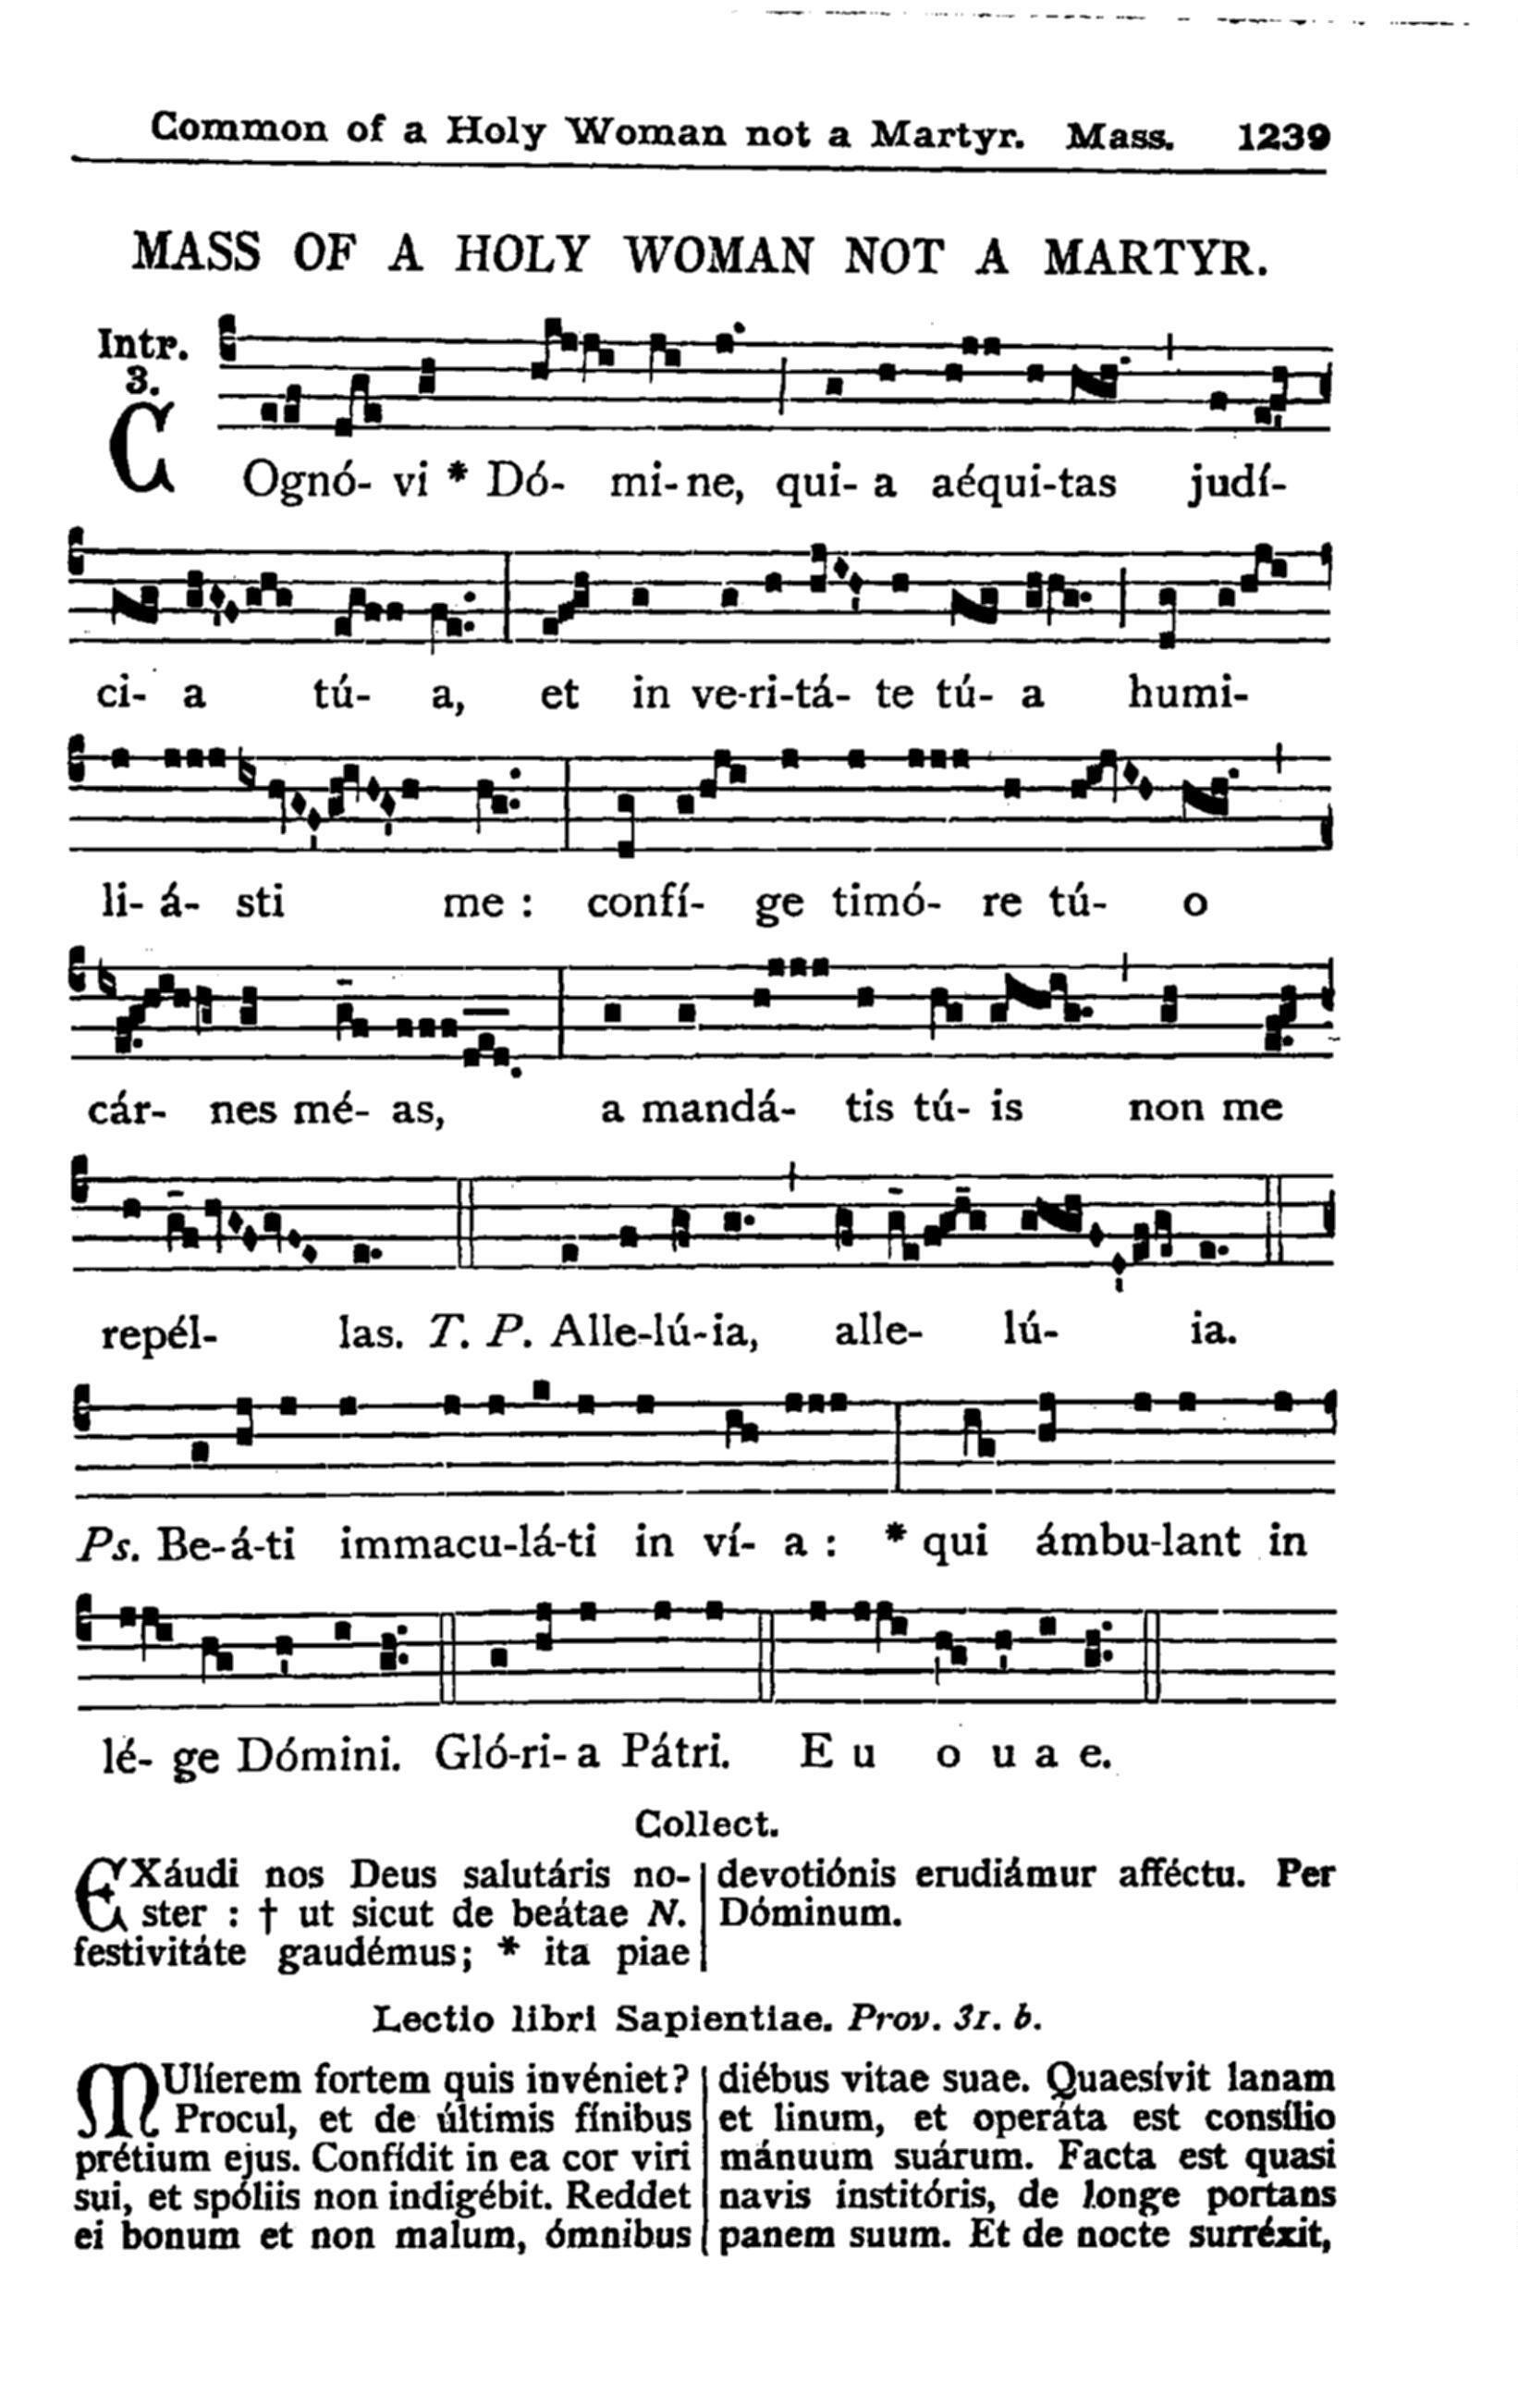 Common of a Holy Woman not a Martyr. Mass. 1239
MASS OF A HOLY WOMAN NOT A MARTYR.
Intr.
3.
COgnó- vi * Dó- mi- ne, qui- a aéqui-tas judí-
ci- a tú- a, et in ve-ri-tá- te tú- a humi-
li- á- sti me : confí- ge timó- re tú- o
cár- nes mé- as, a mandá- tis tú- is non me
repél- las. T. P. Alle-lú-ia, alle- lú- ia.
Ps. Be-á-ti immacu-lá-ti in ví- a : * qui ámbu-lant in
lé- ge Dómini. Gló-ri- a Pátri. E u o u a e.
Collect.
EXáudi nos Deus salutáris no-
ster : † ut sicut de beátae N.
festivitáte gaudémus; * ita piae
devotiónis erudiámur afféctu. Per
Dóminum.
Lectio libri Sapientiae. Prov. 31. b.
MUlíerem fortem quis invéniet?
Procul, et de últimis fínibus
prétium ejus. Confídit in ea cor viri
sui, et spóliis non indigébit. Reddet
ei bonum et non malum, ómnibus
diébus vitae suae. Quaesívit lanam
et linum, et operáta est consílio
mánuum suárum. Facta est quasi
navis institóris, de longe portans
panem suum. Et de nocte surréxit,